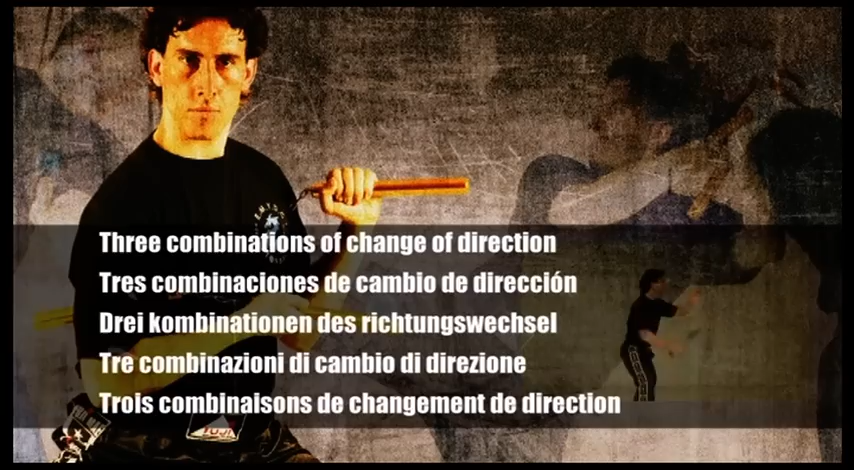 Three combinations of change of direction
Tres combinaciones de cambio de dirección
Drei kombinationen des richtungswechsel
Tre combinazioni di cambio di direzione
Trois combinaisons de changement de direction